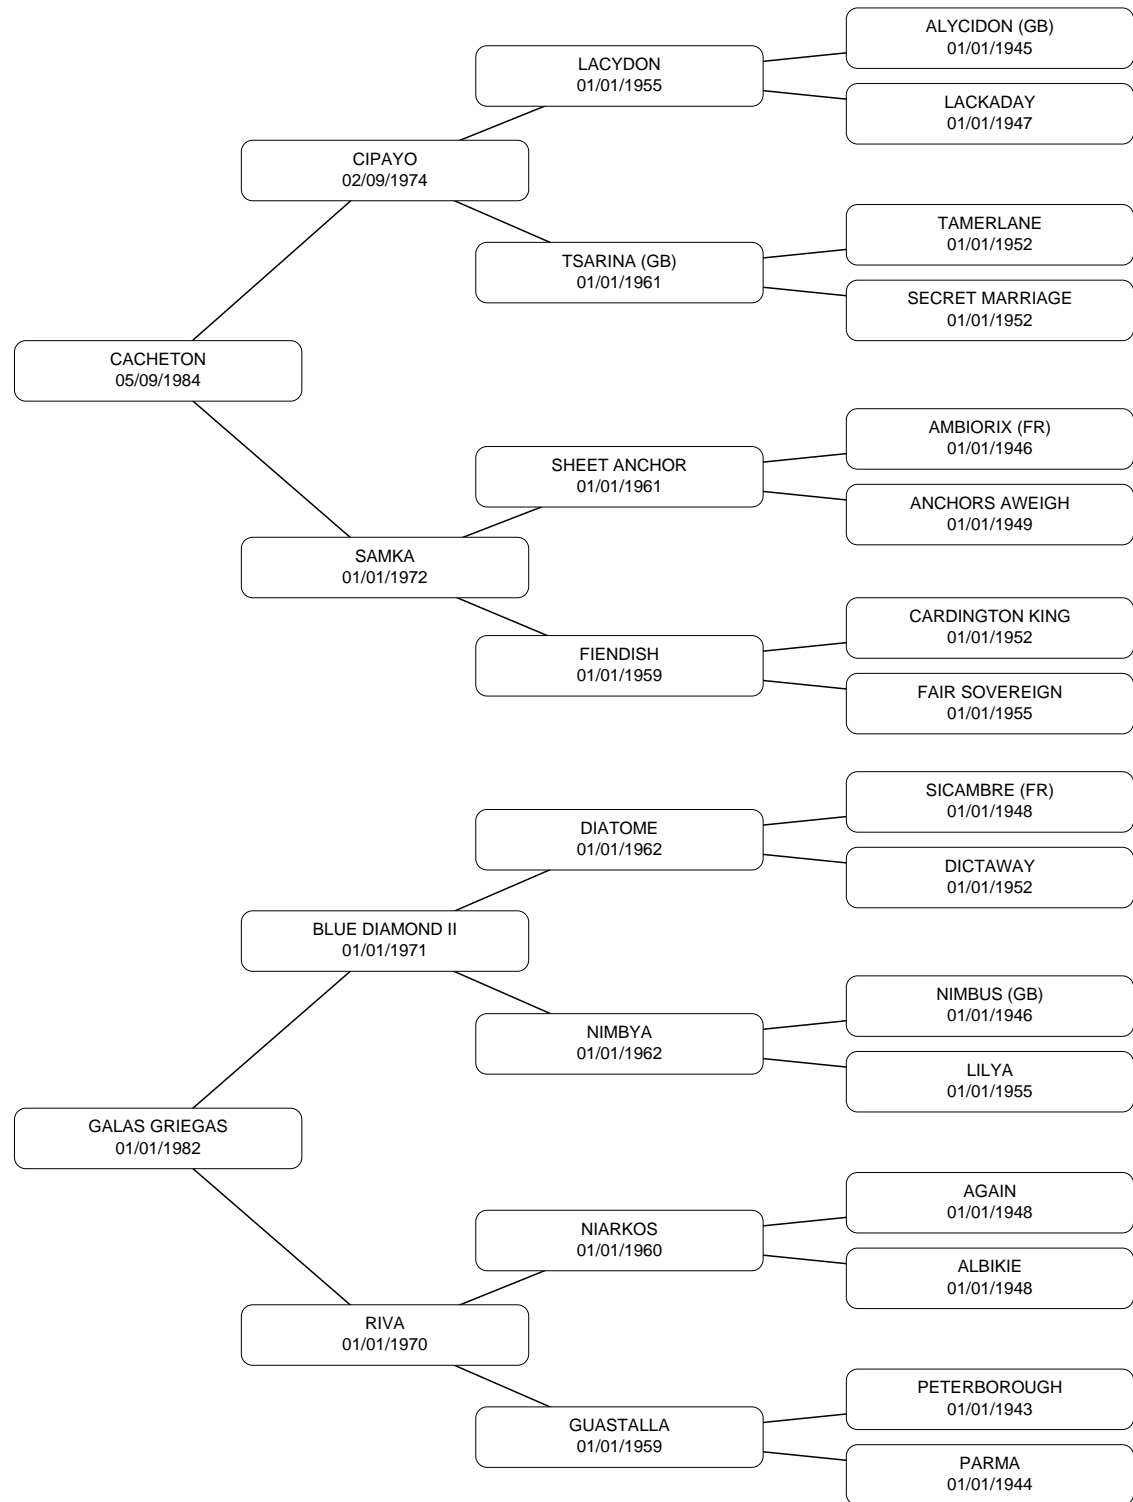 ALYCIDON (GB)
01/01/1945
LACYDON
01/01/1955
LACKADAY
01/01/1947
CIPAYO
02/09/1974
TAMERLANE
01/01/1952
TSARINA (GB)
01/01/1961
SECRET MARRIAGE
01/01/1952
CACHETON
05/09/1984
AMBIORIX (FR)
01/01/1946
SHEET ANCHOR
01/01/1961
ANCHORS AWEIGH
01/01/1949
SAMKA
01/01/1972
CARDINGTON KING
01/01/1952
FIENDISH
01/01/1959
FAIR SOVEREIGN
01/01/1955
SICAMBRE (FR)
01/01/1948
DIATOME
01/01/1962
DICTAWAY
01/01/1952
BLUE DIAMOND II
01/01/1971
NIMBUS (GB)
01/01/1946
NIMBYA
01/01/1962
LILYA
01/01/1955
GALAS GRIEGAS
01/01/1982
AGAIN
01/01/1948
NIARKOS
01/01/1960
ALBIKIE
01/01/1948
RIVA
01/01/1970
PETERBOROUGH
01/01/1943
GUASTALLA
01/01/1959
PARMA
01/01/1944